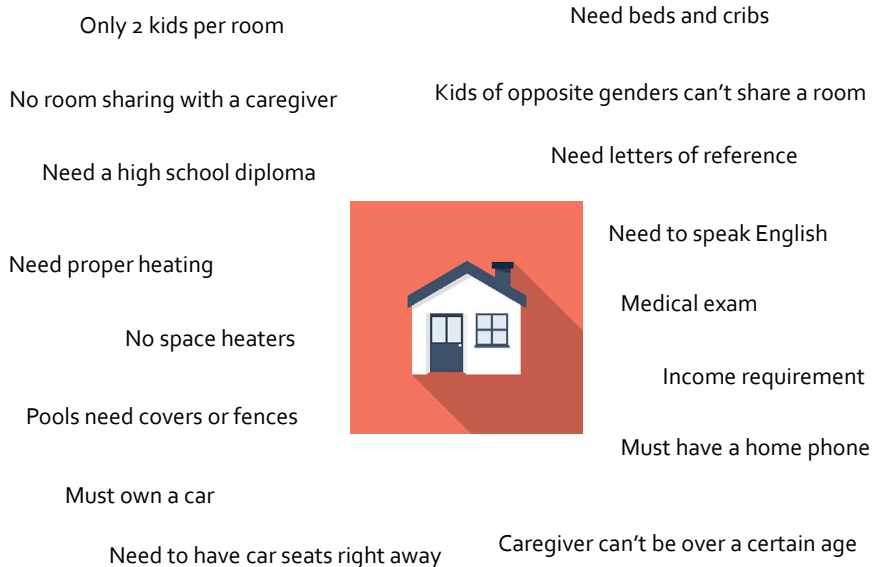 Only 2 kids per room
Need beds and cribs
No room sharing with a caregiver
Kids of opposite genders can't share a room
Need a high school diploma
Need letters of reference
Need to speak English
Need proper heating
Medical exam
No space heaters
Income requirement
Pools need covers or fences
Must have a home phone
Must own a car
Need to have car seats right away
Caregiver can't be over a certain age